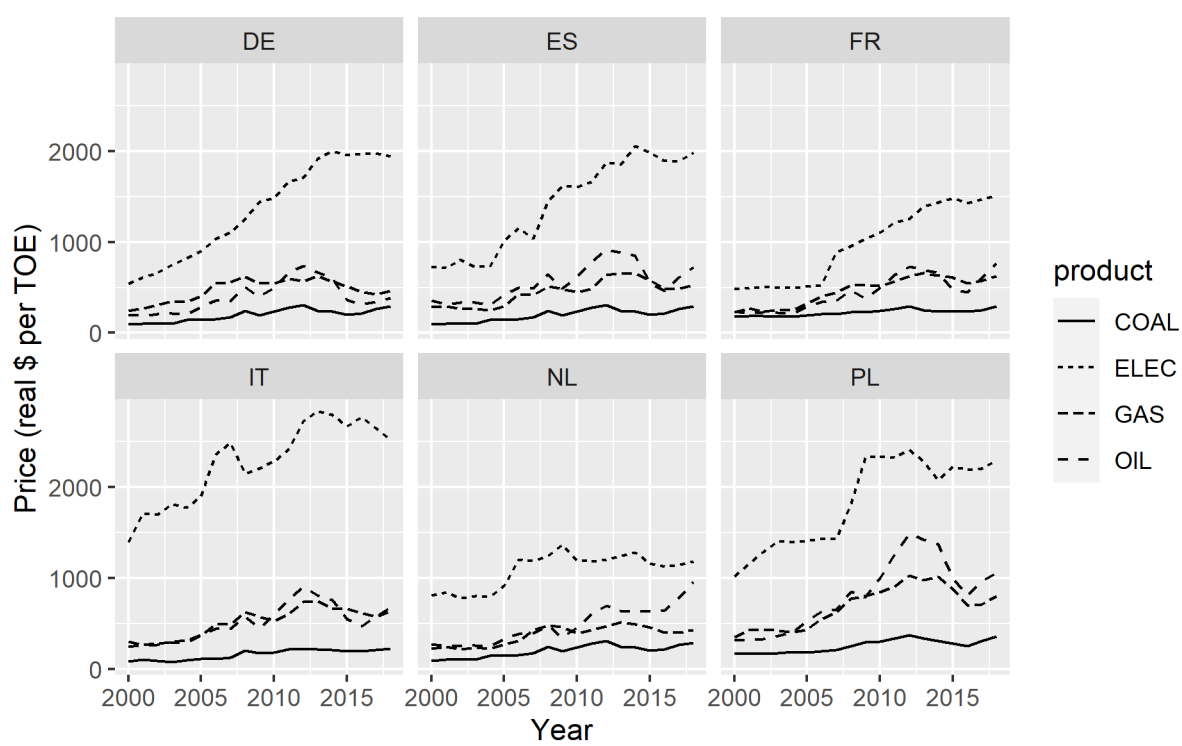 DE ES FR
2000
1000
0
IT NL PL
2000
1000
0
2000 2005 2010 2015 2000 2005 2010 2015 2000 2005 2010 2015
Year
Price (real $ per TOE)
product
COAL
ELEC
GAS
OIL